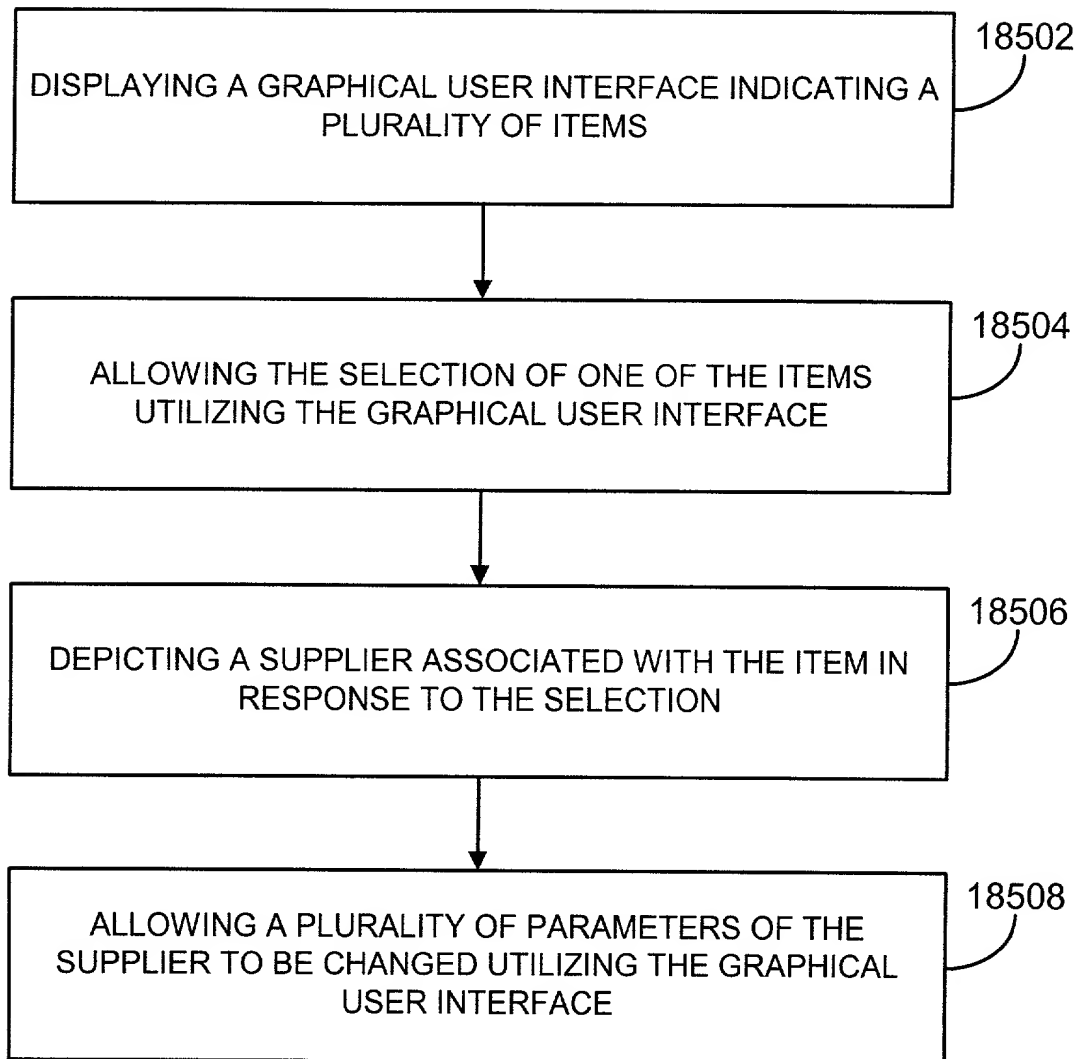 18502
DISPLAYING A GRAPHICAL USER INTERFACE INDICATING A
PLURALITY OF ITEMS
18504
ALLOWING THE SELECTION OF ONE OF THE ITEMS
UTILIZING THE GRAPHICAL USER INTERFACE
18506
DEPICTING A SUPPLIER ASSOCIATED WITH THE ITEM IN
RESPONSE TO THE SELECTION
18508
ALLOWING A PLURALITY OF PARAMETERS OF THE
SUPPLIER TO BE CHANGED UTILIZING THE GRAPHICAL
USER INTERFACE